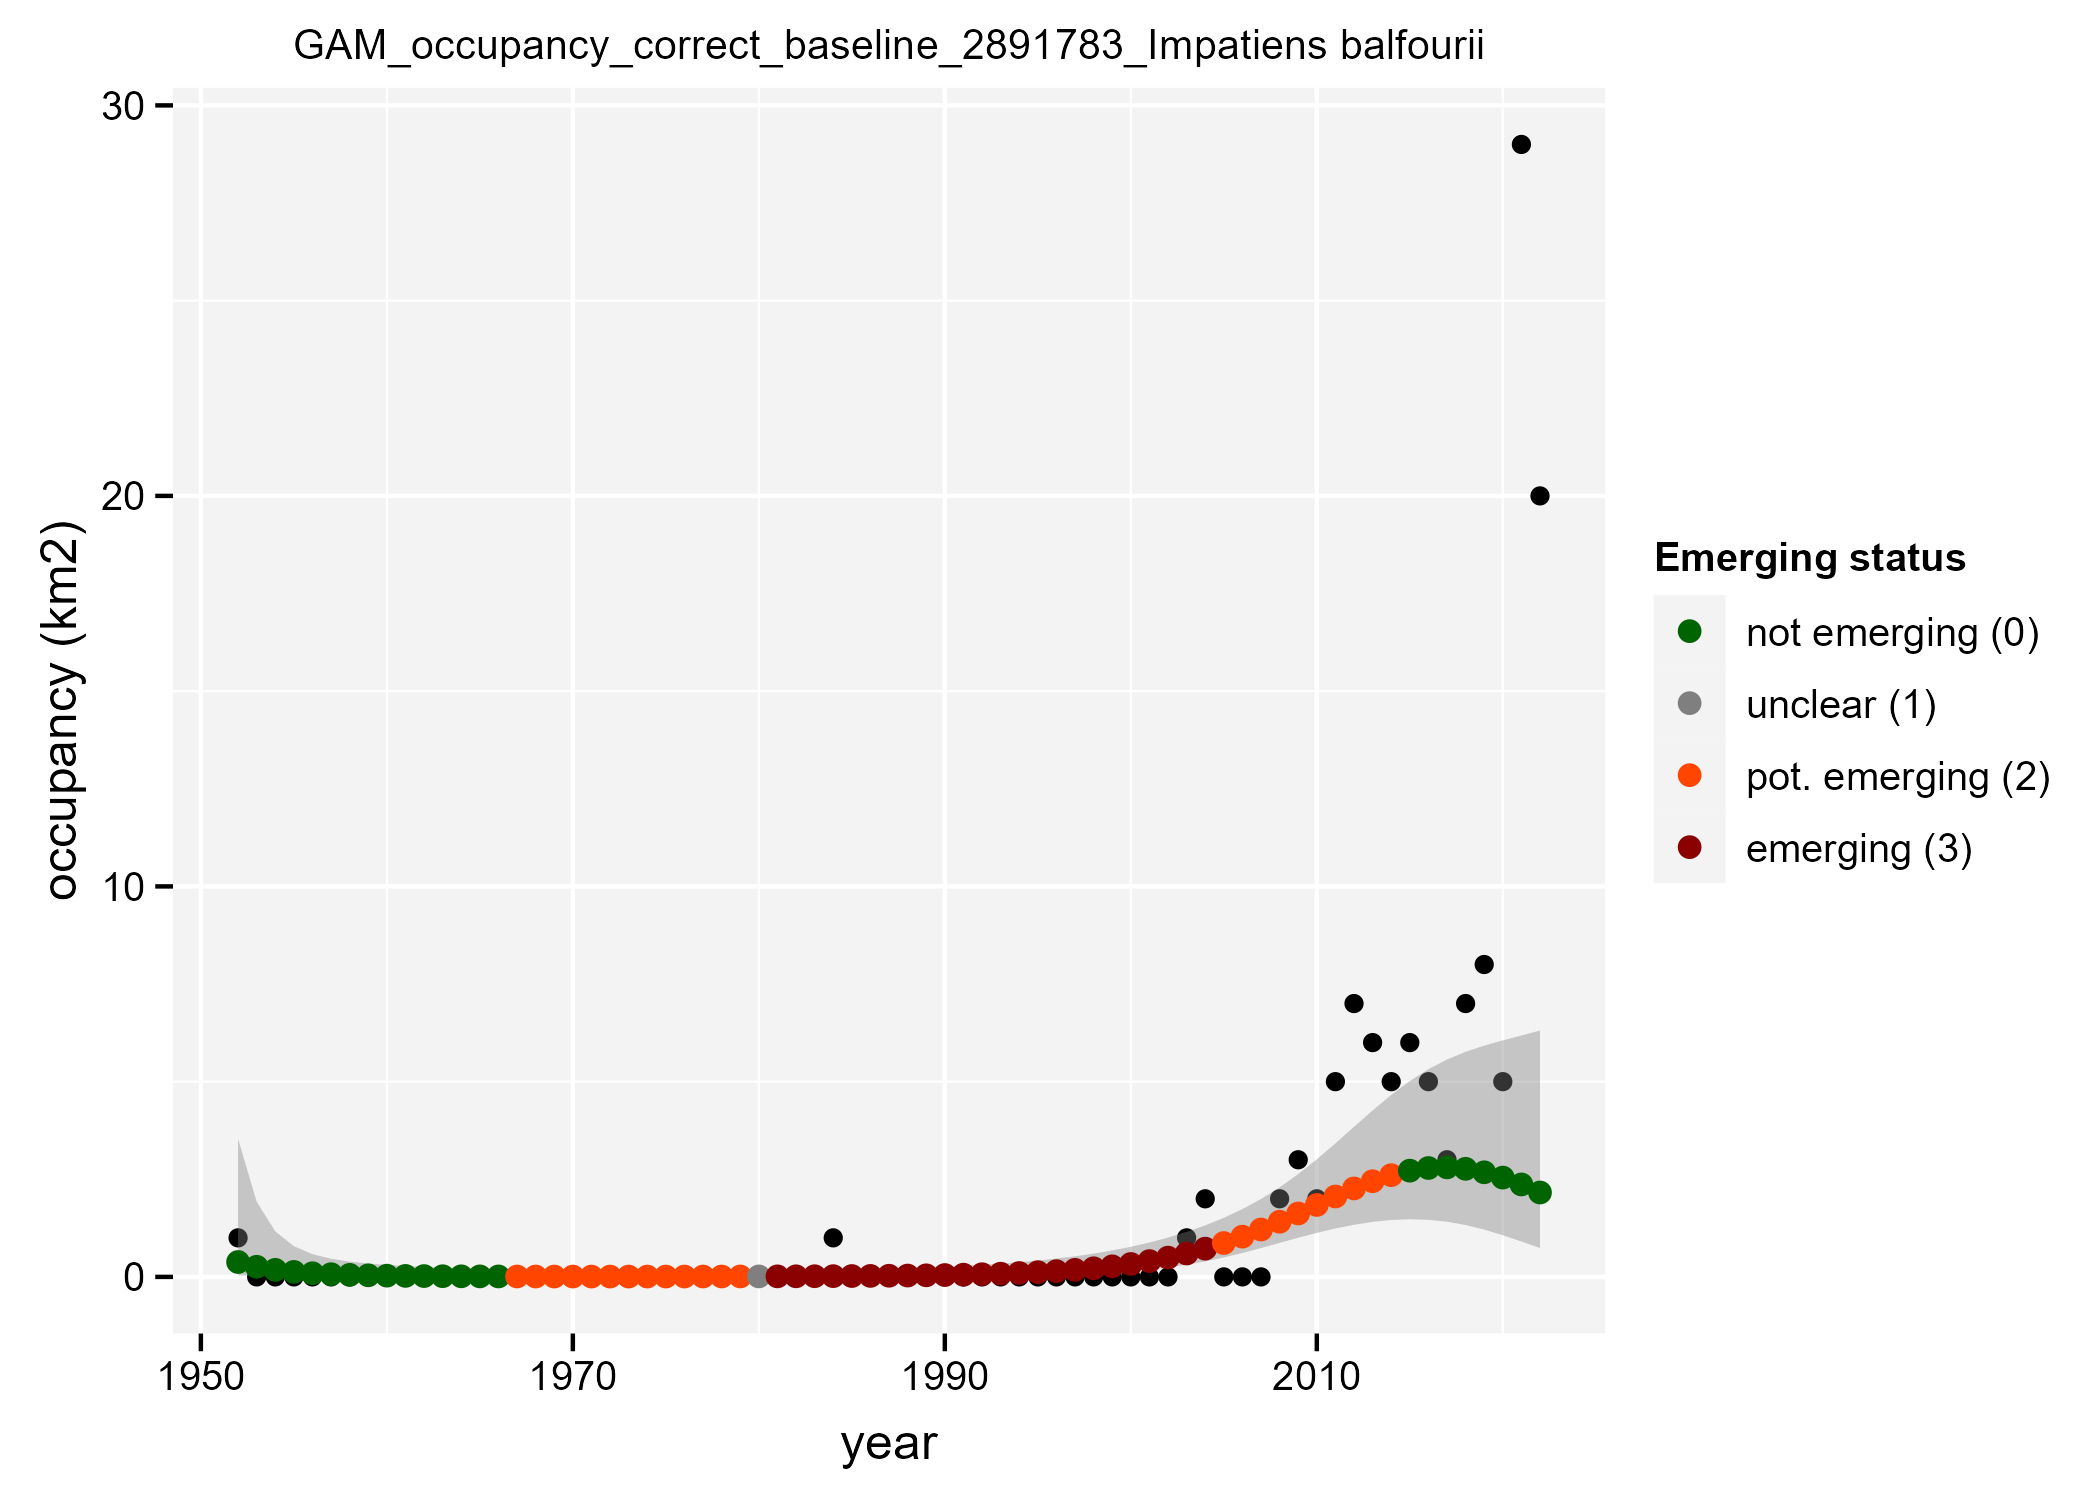 GAM_occupancy_correct_baseline_2891783_Impatiens balfourii
30
20
10
0
occupancy (km2)
1950
1970
1990
2010
year
Emerging status
not emerging (0)
unclear (1)
pot. emerging (2)
emerging (3)